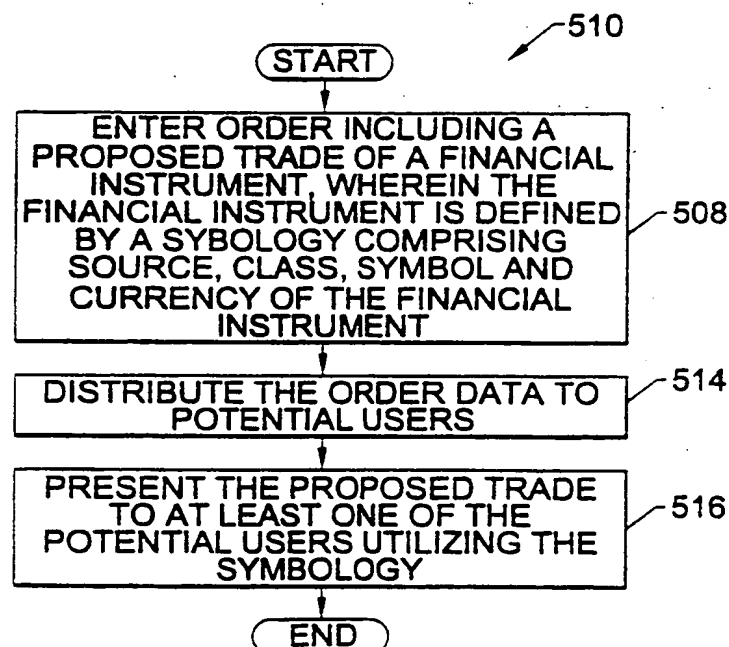 510
START
ENTER ORDER INCLUDING A
PROPOSED TRADE OF A FINANCIAL
INSTRUMENT, WHEREIN THE
FINANCIAL INSTRUMENT IS DEFINED
BY A SYBOLOGY COMPRISING
SOURCE, CLASS, SYMBOL AND
CURRENCY OF THE FINANCIAL
INSTRUMENT
508
DISTRIBUTE THE ORDER DATA TO
POTENTIAL USERS
514
PRESENT THE PROPOSED TRADE
TO AT LEAST ONE OF THE
POTENTIAL USERS UTILIZING THE
SYMBOLOGY
516
END